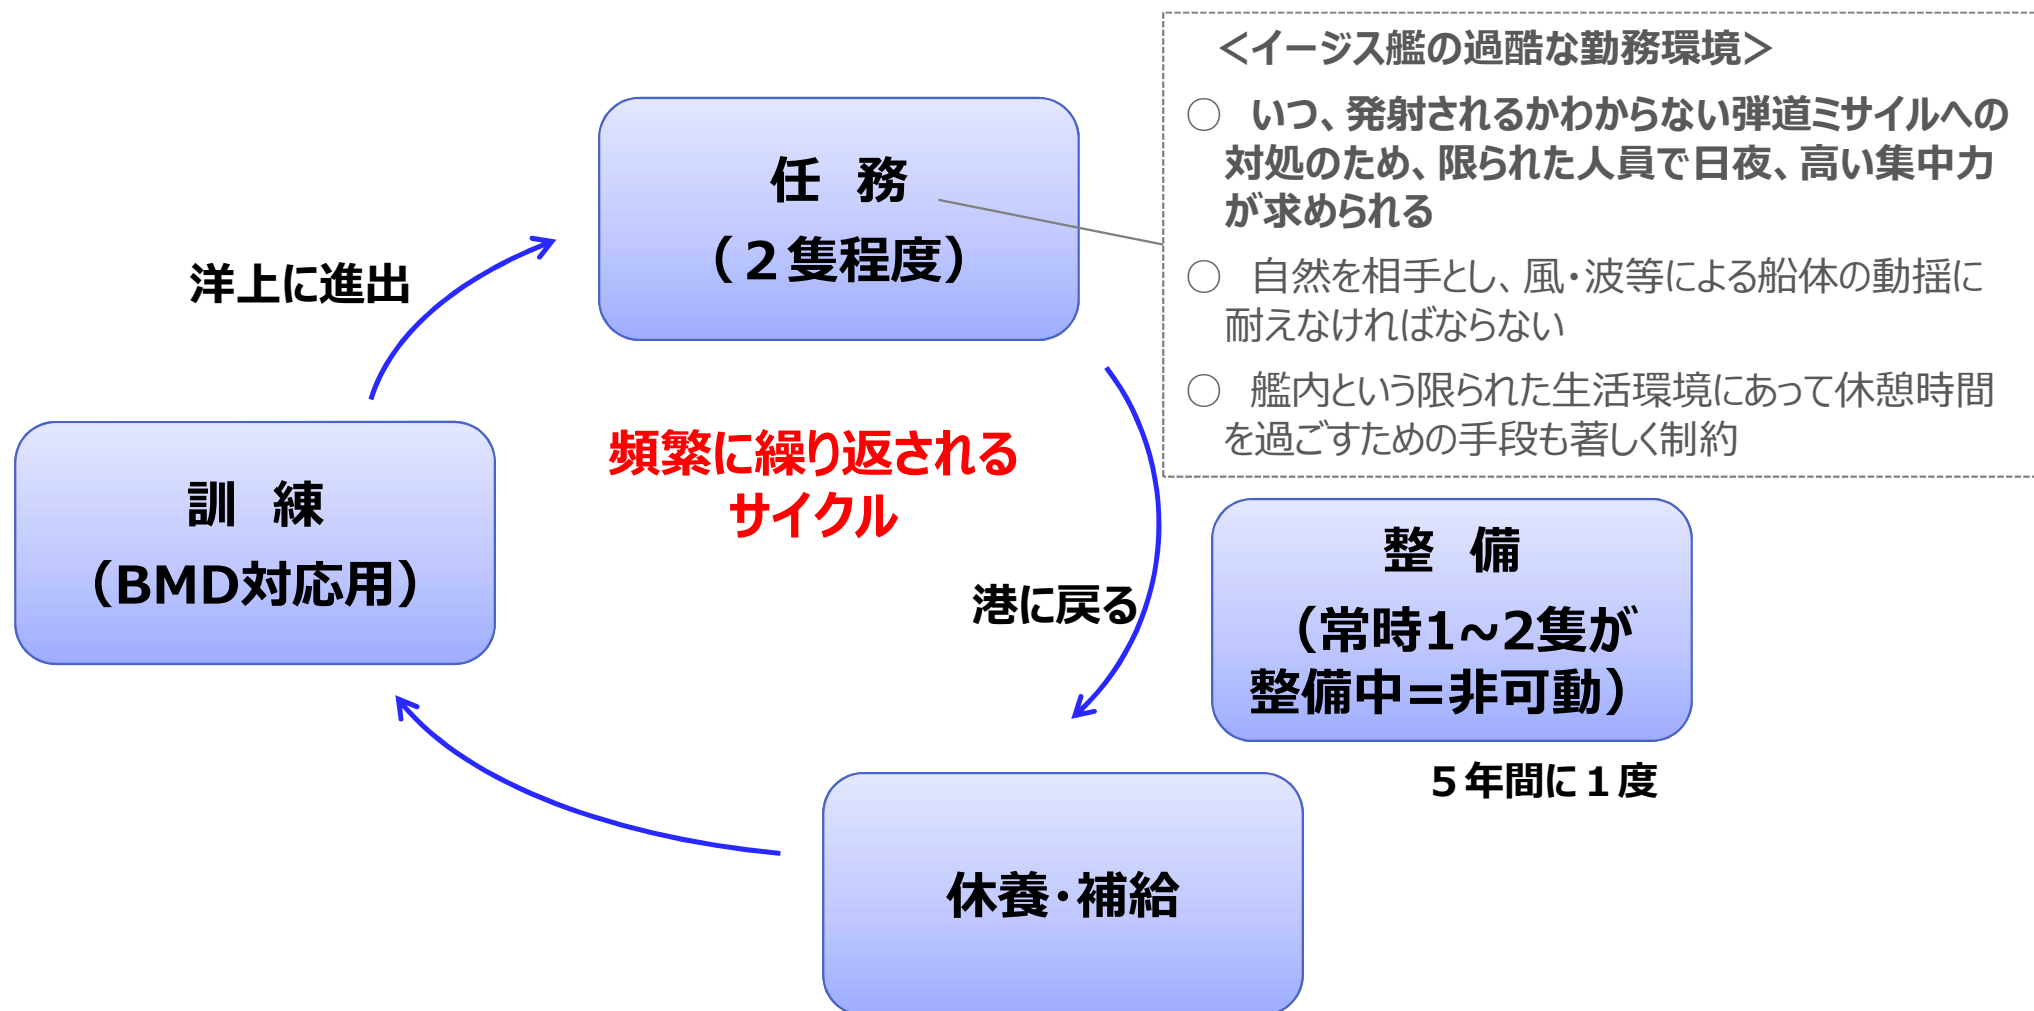 ＜イージス艦の過酷な勤務環境＞
○　いつ、発射されるかわからない弾道ミサイルへの
対処のため、限られた人員で日夜、高い集中力
が求められる
○　自然を相手とし、風・波等による船体の動揺に
耐えなければならない
○　艦内という限られた生活環境にあって休憩時間
を過ごすための手段も著しく制約
任　務
（２隻程度）
洋上に進出
頻繁に繰り返される
サイクル
訓　練
（BMD対応用）
港に戻る
整　備
（常時1~2隻が
整備中=非可動）
５年間に１度
休養・補給